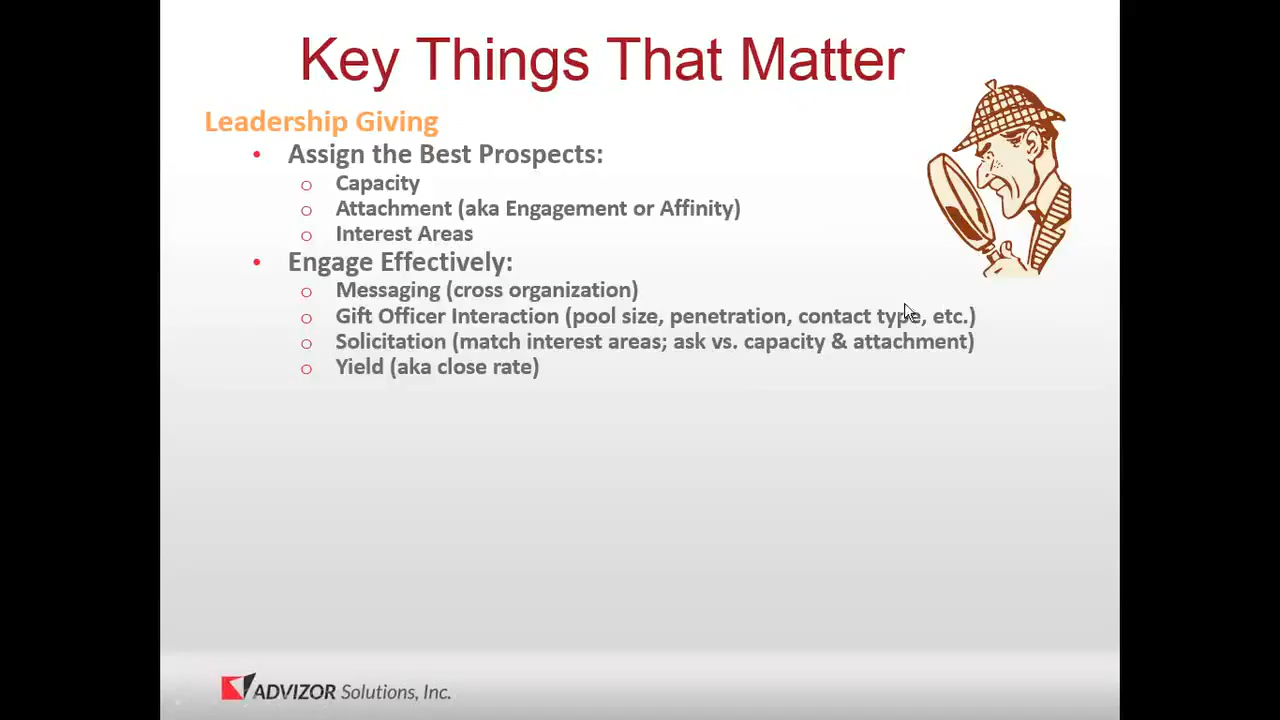 Key Things That Matter
Leadership Giving
• Assign the Best Prospects:
o Capacity
o Attachment (aka Engagement or Affinity)
o Interest Areas
• Engage Effectively:
o Messaging (cross organization)
o Gift Officer Interaction (pool size, penetration, contact type, etc.)
o Solicitation (match interest areas; ask vs. capacity & attachment)
o Yield (aka close rate)
ADVIZOR Solutions, Inc.